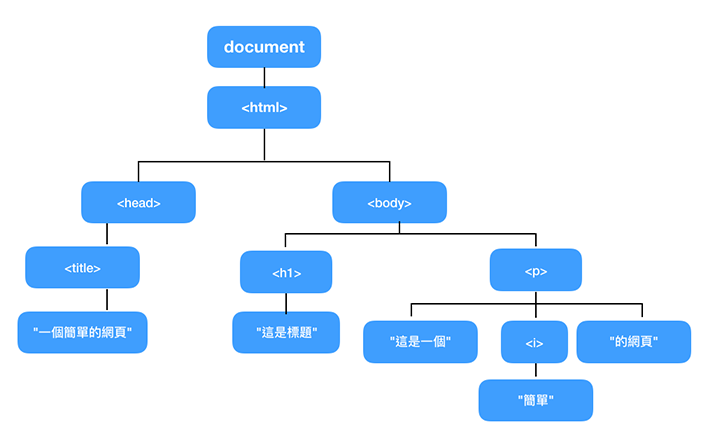 document
<html>
<head>
<body>
<title>
<h1>
<p>
"一個簡單的網頁"
"這是標題"
"這是一個"
<i>
"的網頁"
"簡單"